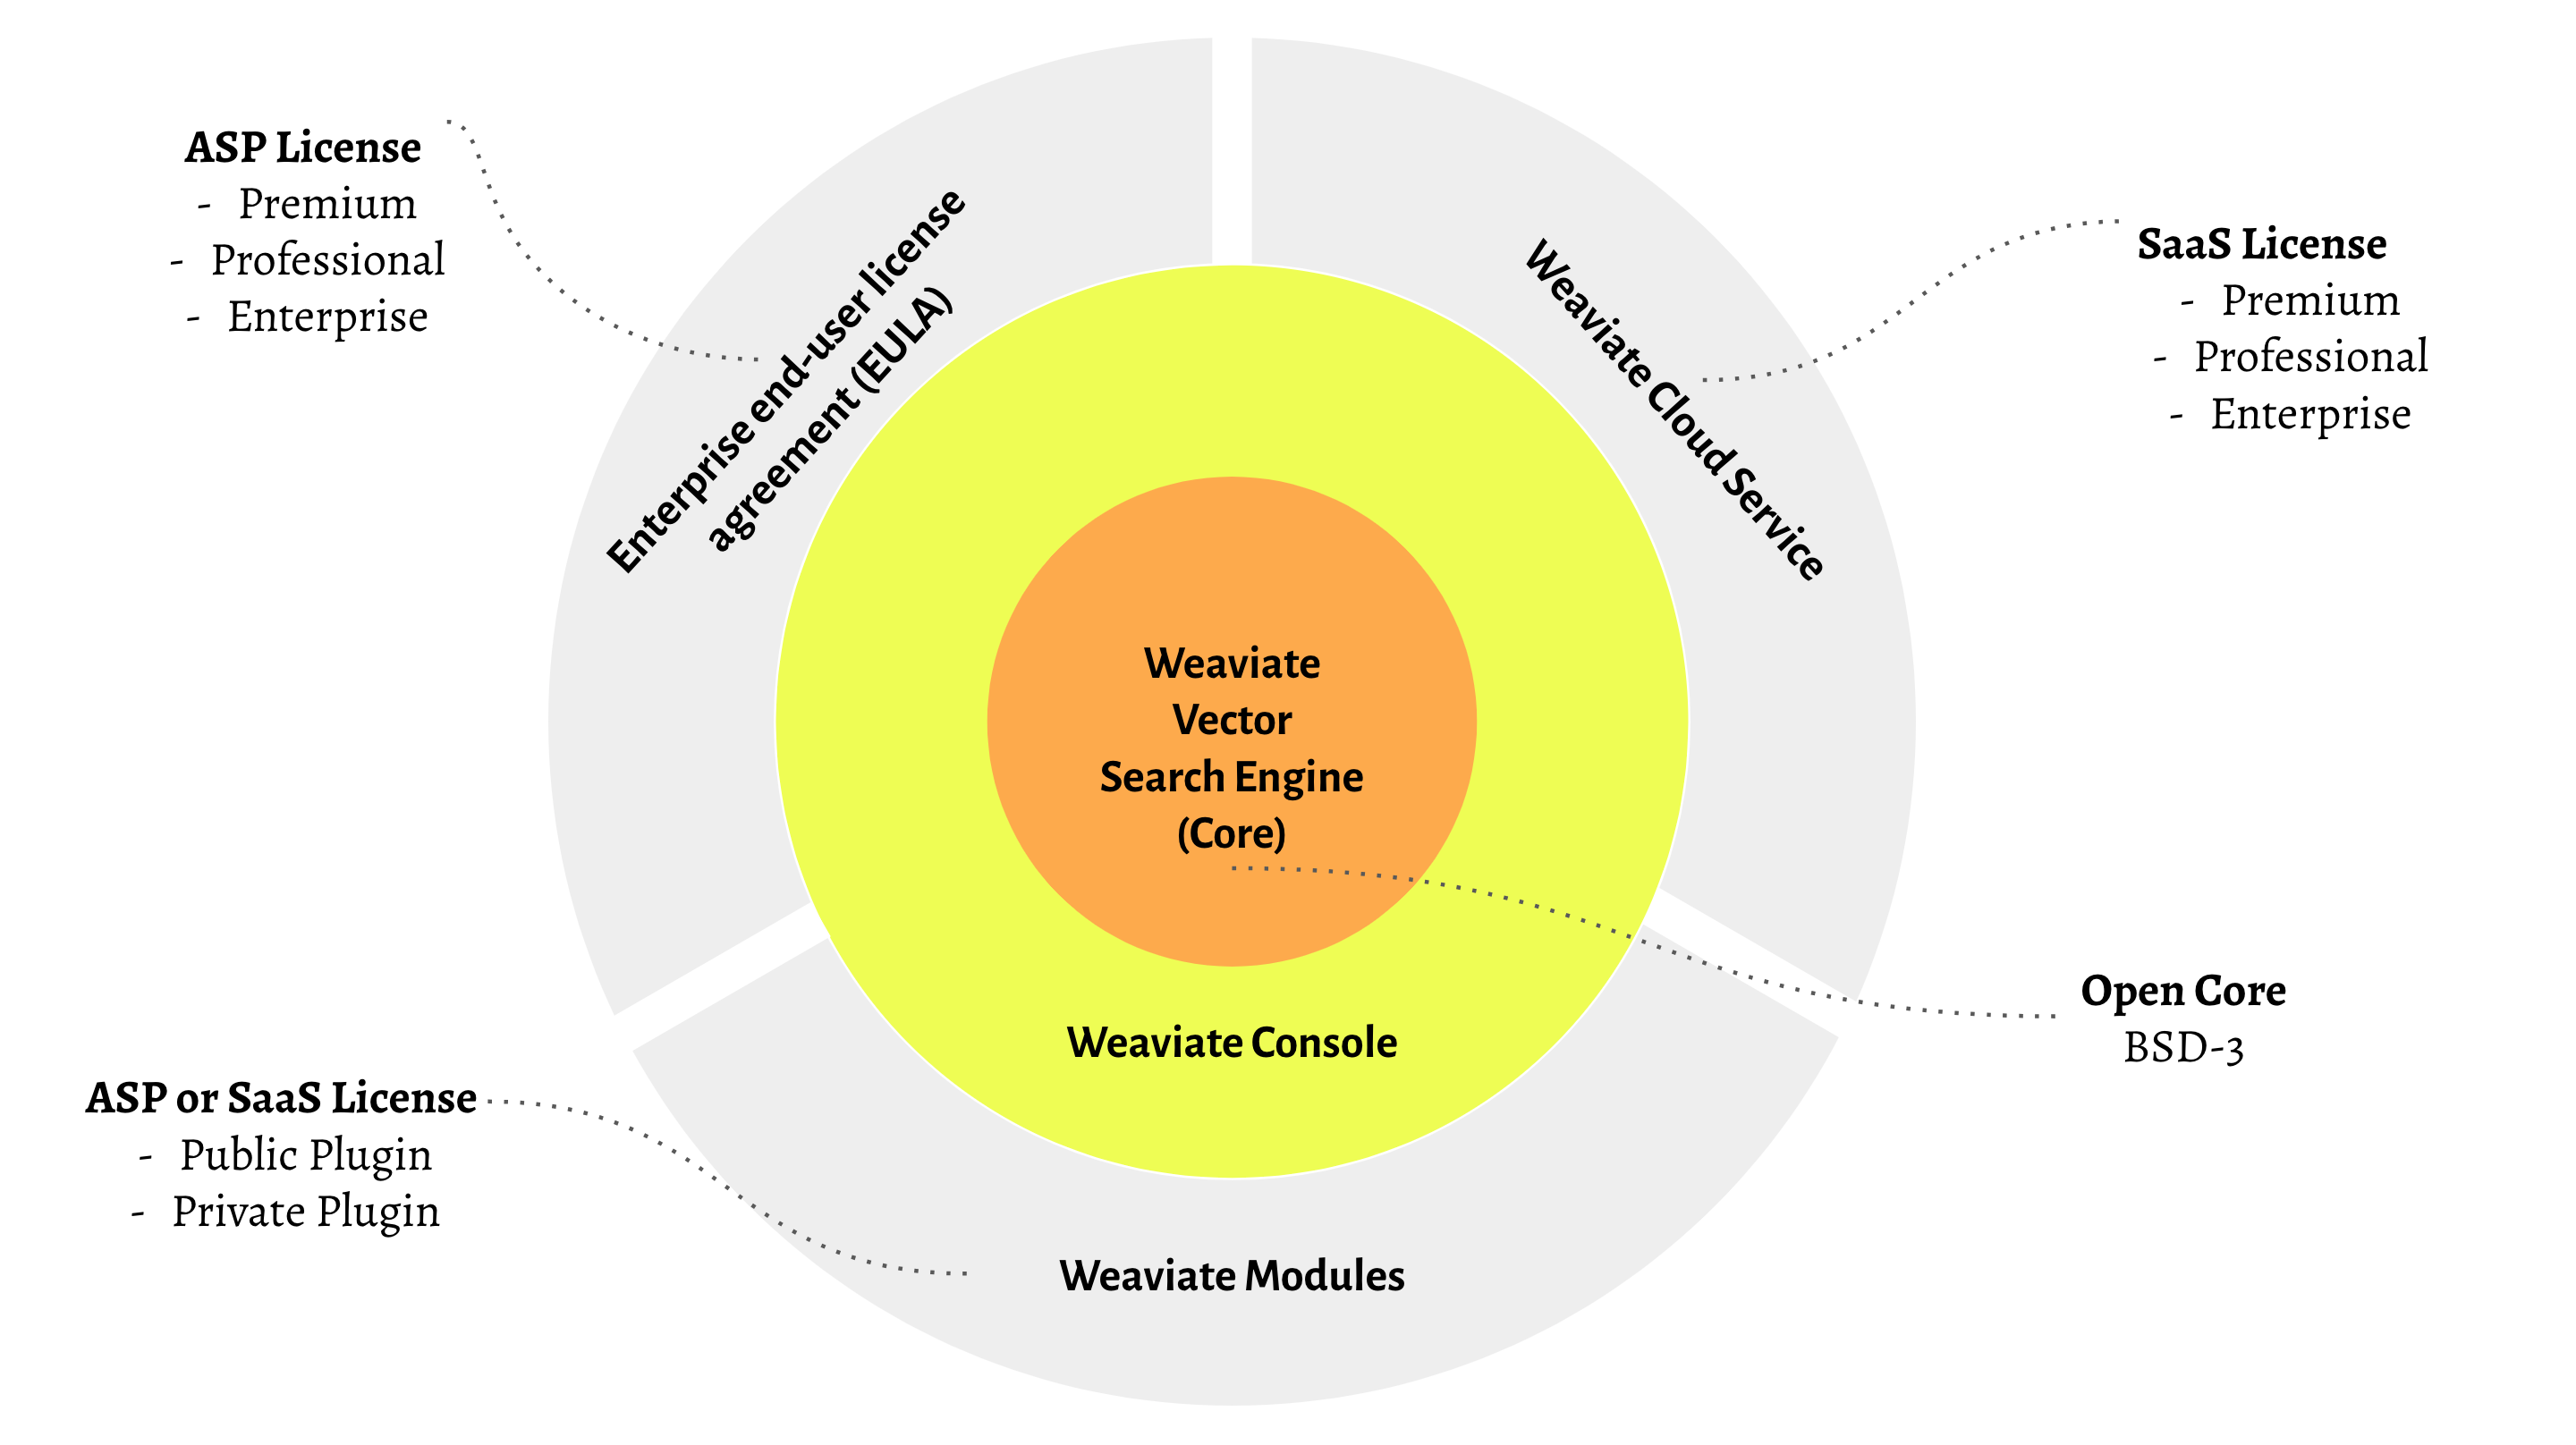 ASP License
- Premium
- Professional
- Enterprise
Enterprise end-user license
agreement (EULA)
Weaviate Cloud Service
SaaS License
- Premium
- Professional
- Enterprise
Weaviate
Vector
Search Engine
(Core)
Open Core
BSD-3
Weaviate Console
ASP or SaaS License
- Public Plugin
- Private Plugin
Weaviate Modules